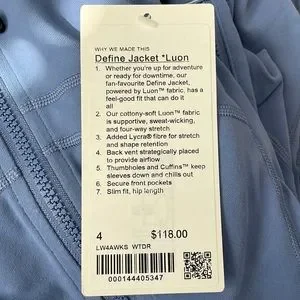 WHY WE MADE THIS
Define Jacket *Luon
1. Whether you're up for adventure
or ready for downtime, our
fan-favourite Define Jacket,
powered by Luon™ fabric, has a
feel-good fit that can do it
all
2. Our cottony-soft Luon™ fabric
is supportive, sweat-wicking,
and four-way stretch
3. Added Lycra® fibre for stretch
and shape retention
4. Back vent strategically placed
to provide airflow
5. Thumbholes and Cuffins™ keep
sleeves down and chills out
6. Secure front pockets
7. Slim fit, hip length
4 $118.00
LW4AWKS WTDR
000144405347